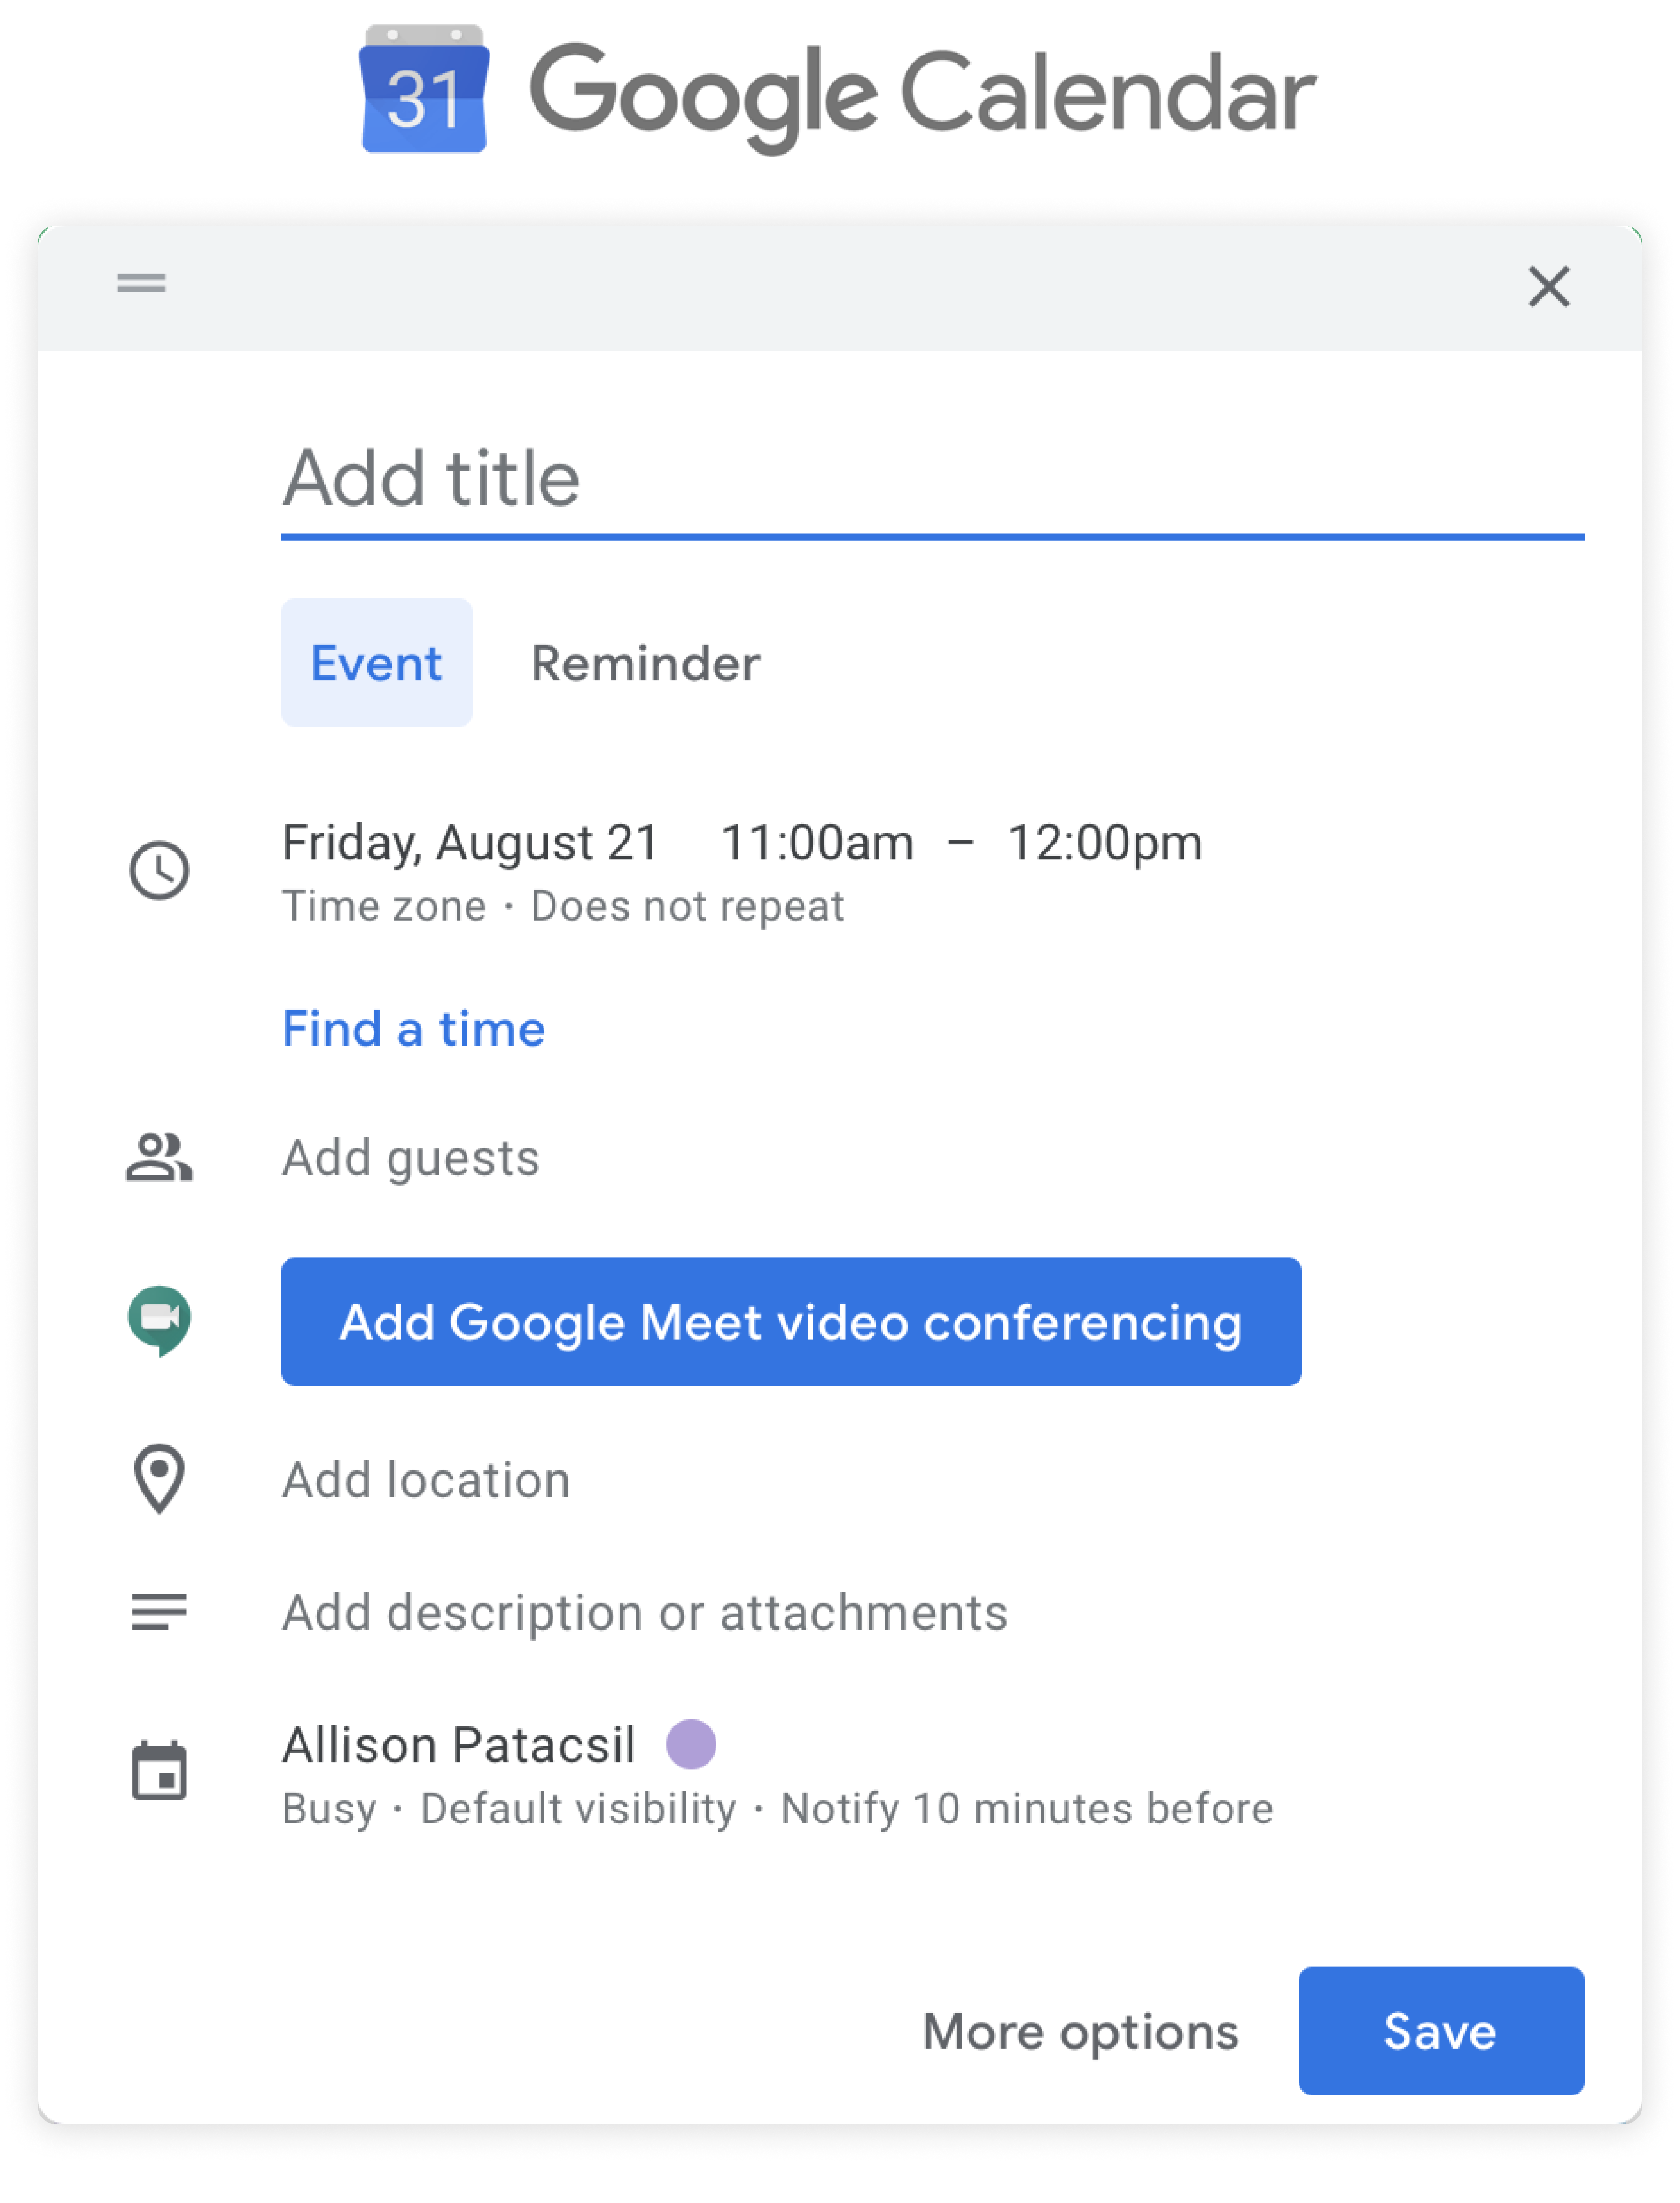 31 Google Calendar
Add title
Event Reminder
Friday, August 21 11:00am – 12:00pm
Time zone · Does not repeat
Find a time
Add guests
Add Google Meet video conferencing
Add location
Add description or attachments
Allison Patacsil
Busy · Default visibility · Notify 10 minutes before
More options Save